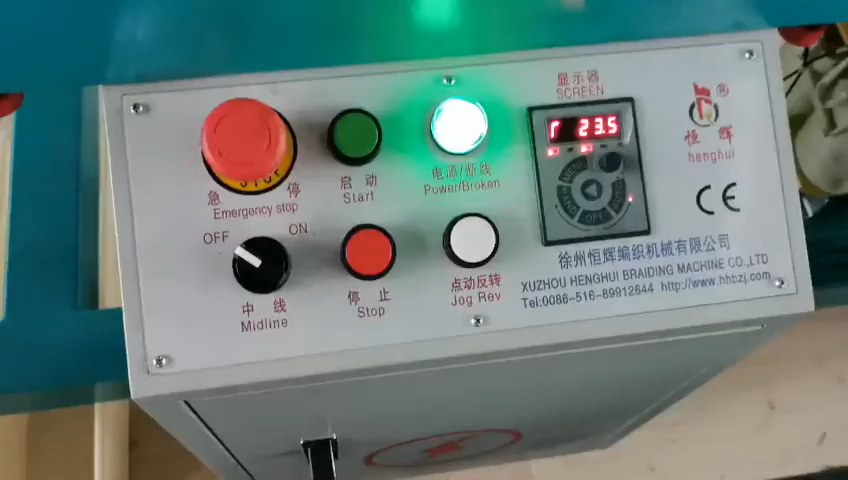 显示器
SCREEN
r 23.5
®
恒 辉
henghui
STOP
急 停
Emergency stop
启 动
Start
电源/断线
Power/Broken
OFF
ON
中 线
Midline
停 止
Stop
点动反转
Jog Rev
CE
徐州恒辉编织机械有限公司
XUZHOU HENGHUI BRAIDING MACHINE CO.,LTD
Tel:0086-516-89912644 http://www.hhbzj.com